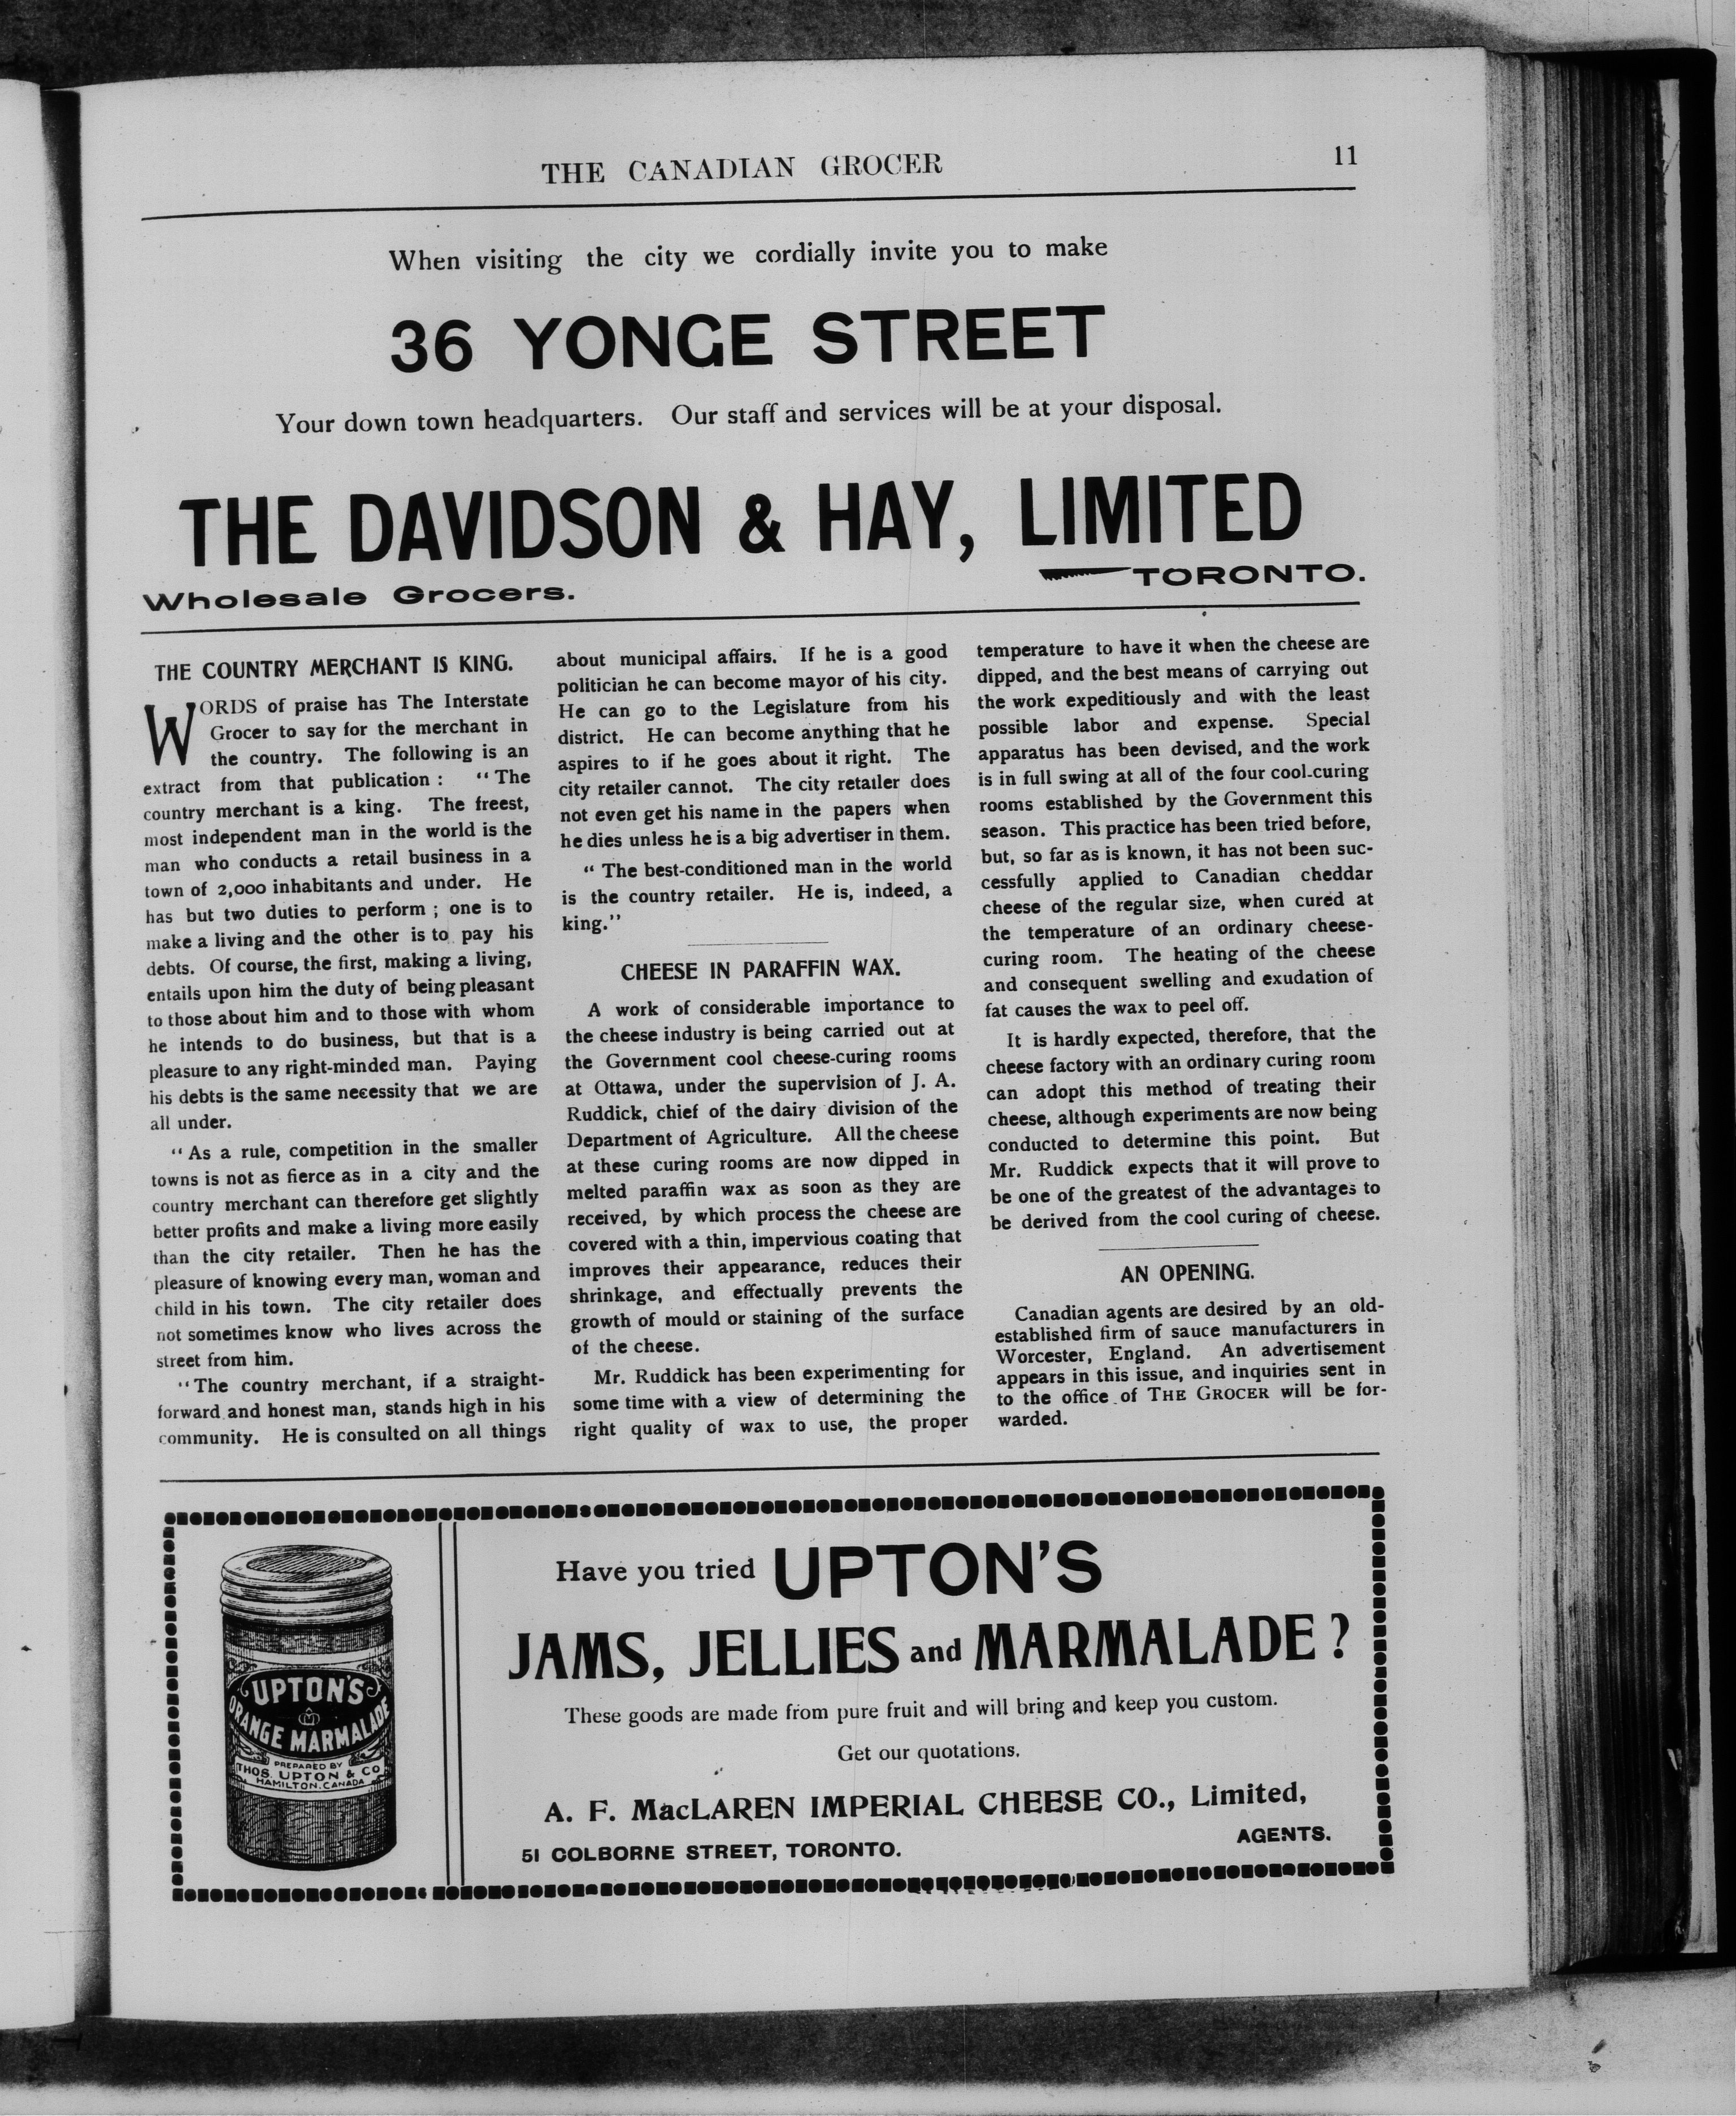 THE CANADIAN GROCER
11
When visiting the city we cordially invite you to make
36 YONGE STREET
Your down town headquarters. Our staff and services will be at your disposal.
THE DAVIDSON & HAY, LIMITED
Wholesale Grocers.
TORONTO.
THE COUNTRY MERCHANT IS KING.
WORDS of praise has The Interstate
Grocer to say for the merchant in
the country. The following is an
extract from that publication : "The
country merchant is a king. The freest,
most independent man in the world is the
man who conducts a retail business in a
town of 2,000 inhabitants and under. He
has but two duties to perform ; one is to
make a living and the other is to pay his
debts. Of course, the first, making a living,
entails upon him the duty of being pleasant
to those about him and to those with whom
he intends to do business, but that is a
pleasure to any right-minded man. Paying
his debts is the same necessity that we are
all under.
"As a rule, competition in the smaller
towns is not as fierce as in a city and the
country merchant can therefore get slightly
better profits and make a living more easily
than the city retailer. Then he has the
pleasure of knowing every man, woman and
child in his town. The city retailer does
not sometimes know who lives across the
street from him.
"The country merchant, if a straight-
forward and honest man, stands high in his
community. He is consulted on all things
about municipal affairs. If he is a good
politician he can become mayor of his city.
He can go to the Legislature from his
district. He can become anything that he
aspires to if he goes about it right. The
city retailer cannot. The city retailer does
not even get his name in the papers when
he dies unless he is a big advertiser in them.
"The best-conditioned man in the world
is the country retailer. He is, indeed, a
king."
CHEESE IN PARAFFIN WAX.
A work of considerable importance to
the cheese industry is being carried out at
the Government cool cheese-curing rooms
at Ottawa, under the supervision of J. A.
Ruddick, chief of the dairy division of the
Department of Agriculture. All the cheese
at these curing rooms are now dipped in
melted paraffin wax as soon as they are
received, by which process the cheese are
covered with a thin, impervious coating that
improves their appearance, reduces their
shrinkage, and effectually prevents the
growth of mould or staining of the surface
of the cheese.
Mr. Ruddick has been experimenting for
some time with a view of determining the
right quality of wax to use, the proper
temperature to have it when the cheese are
dipped, and the best means of carrying out
the work expeditiously and with the least
possible labor and expense. Special
apparatus has been devised, and the work
is in full swing at all of the four cool-curing
rooms established by the Government this
season. This practice has been tried before,
but, so far as is known, it has not been suc-
cessfully applied to Canadian cheddar
cheese of the regular size, when cured at
the temperature of an ordinary cheese-
curing room. The heating of the cheese
and consequent swelling and exudation of
fat causes the wax to peel off.
It is hardly expected, therefore, that the
cheese factory with an ordinary curing room
can adopt this method of treating their
cheese, although experiments are now being
conducted to determine this point. But
Mr. Ruddick expects that it will prove to
be one of the greatest of the advantages to
be derived from the cool curing of cheese.
AN OPENING.
Canadian agents are desired by an old-
established firm of sauce manufacturers in
Worcester, England. An advertisement
appears in this issue, and inquiries sent in
to the office of THE GROCER will be for-
warded.
UPTON'S
ORANGE MARMALADE
PREPARED BY
THOS. UPTON & CO
HAMILTON. CANADA
Have you tried UPTON'S
JAMS, JELLIES and MARMALADE ?
These goods are made from pure fruit and will bring and keep you custom.
Get our quotations.
A. F. MacLAREN IMPERIAL CHEESE CO., Limited,
51 COLBORNE STREET, TORONTO.
AGENTS.